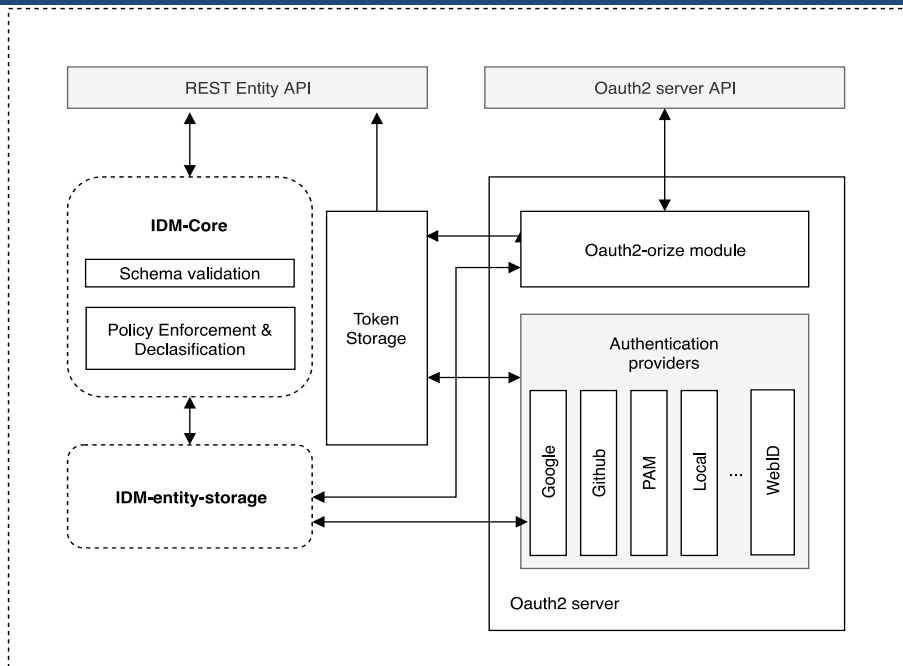 REST Entity API
Oauth2 server API
IDM-Core
Schema validation
Policy Enforcement &
Declasification
Token
Storage
Oauth2-orize module
Authentication
providers
Google
Github
PAM
Local
...
WebID
IDM-entity-storage
Oauth2 server